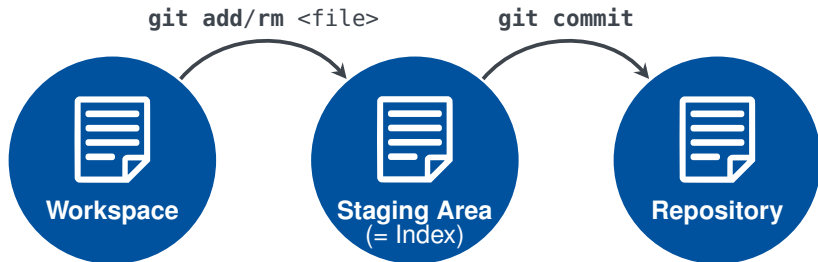 git add/rm <file>
git commit
Workspace
Staging Area
(= Index)
Repository